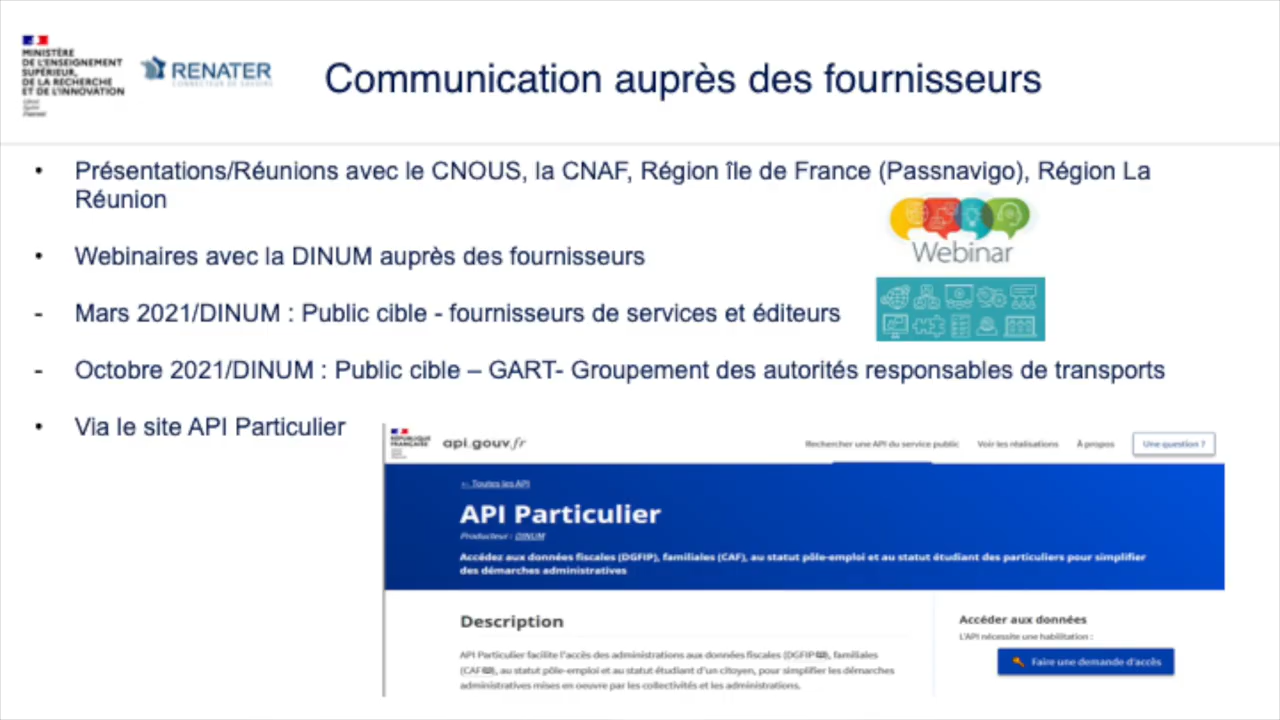 MINISTÈRE
DE L'ENSEIGNEMENT
SUPÉRIEUR,
DE LA RECHERCHE
ET DE L'INNOVATION
RENATER
CONNECTEUR DE SAVOIRS
Communication auprès des fournisseurs
• Présentations/Réunions avec le CNOUS, la CNAF, Région île de France (Passnavigo), Région La
Réunion
• Webinaires avec la DINUM auprès des fournisseurs
Webinar
- Mars 2021/DINUM : Public cible - fournisseurs de services et éditeurs
- Octobre 2021/DINUM : Public cible – GART- Groupement des autorités responsables de transports
• Via le site API Particulier
RÉPUBLIQUE
FRANÇAISE
api.gouv.fr
Rechercher une API du service public
Voir les réalisations
À propos
Une question ?
← Toutes les API
API Particulier
Producteur : DINUM
Accédez aux données fiscales (DGFIP), familiales (CAF), au statut pôle-emploi et au statut étudiant des particuliers pour simplifier
des démarches administratives
Description
API Particulier facilite l'accès des administrations aux données fiscales (DGFIP), familiales
(CAF), au statut pôle-emploi et au statut étudiant d'un citoyen, pour simplifier les démarches
administratives mises en oeuvre par les collectivités et les administrations.
Accéder aux données
L'API nécessite une habilitation :
Faire une demande d'accès